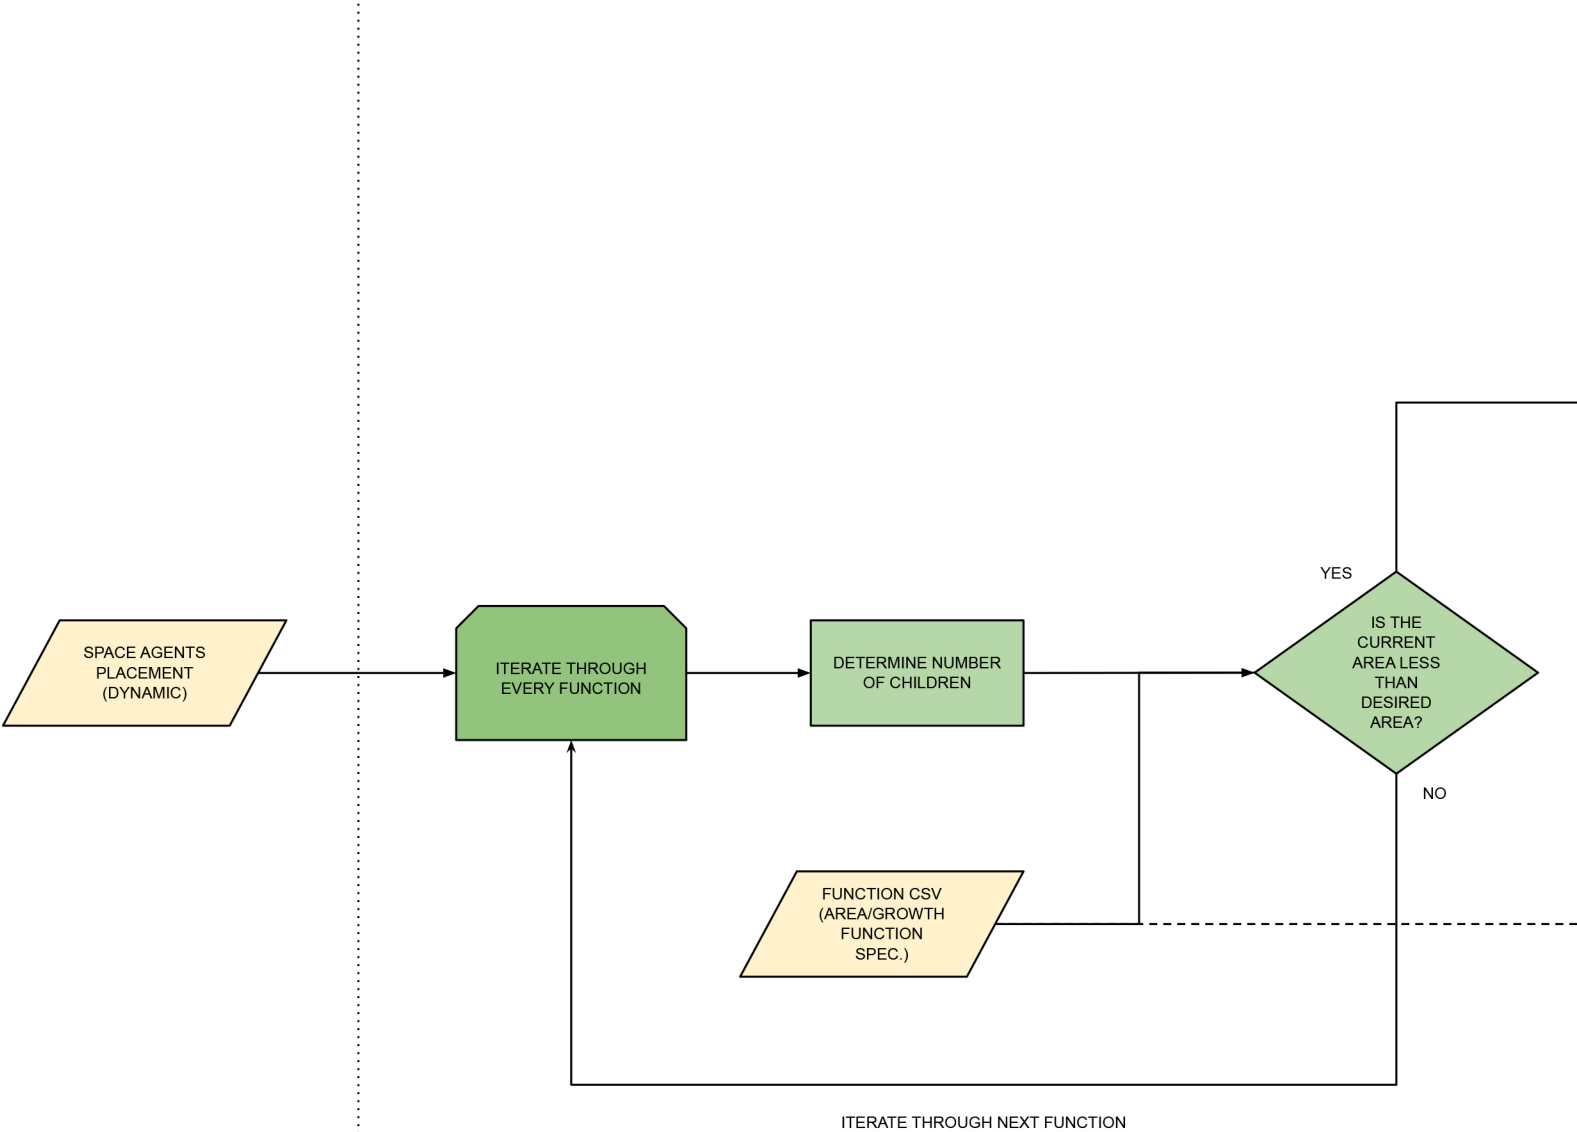 SPACE AGENTS
PLACEMENT
(DYNAMIC)
ITERATE THROUGH
EVERY FUNCTION
DETERMINE NUMBER
OF CHILDREN
YES
IS THE
CURRENT
AREA LESS
THAN
DESIRED
AREA?
NO
FUNCTION CSV
(AREA/GROWTH
FUNCTION
SPEC.)
ITERATE THROUGH NEXT FUNCTION